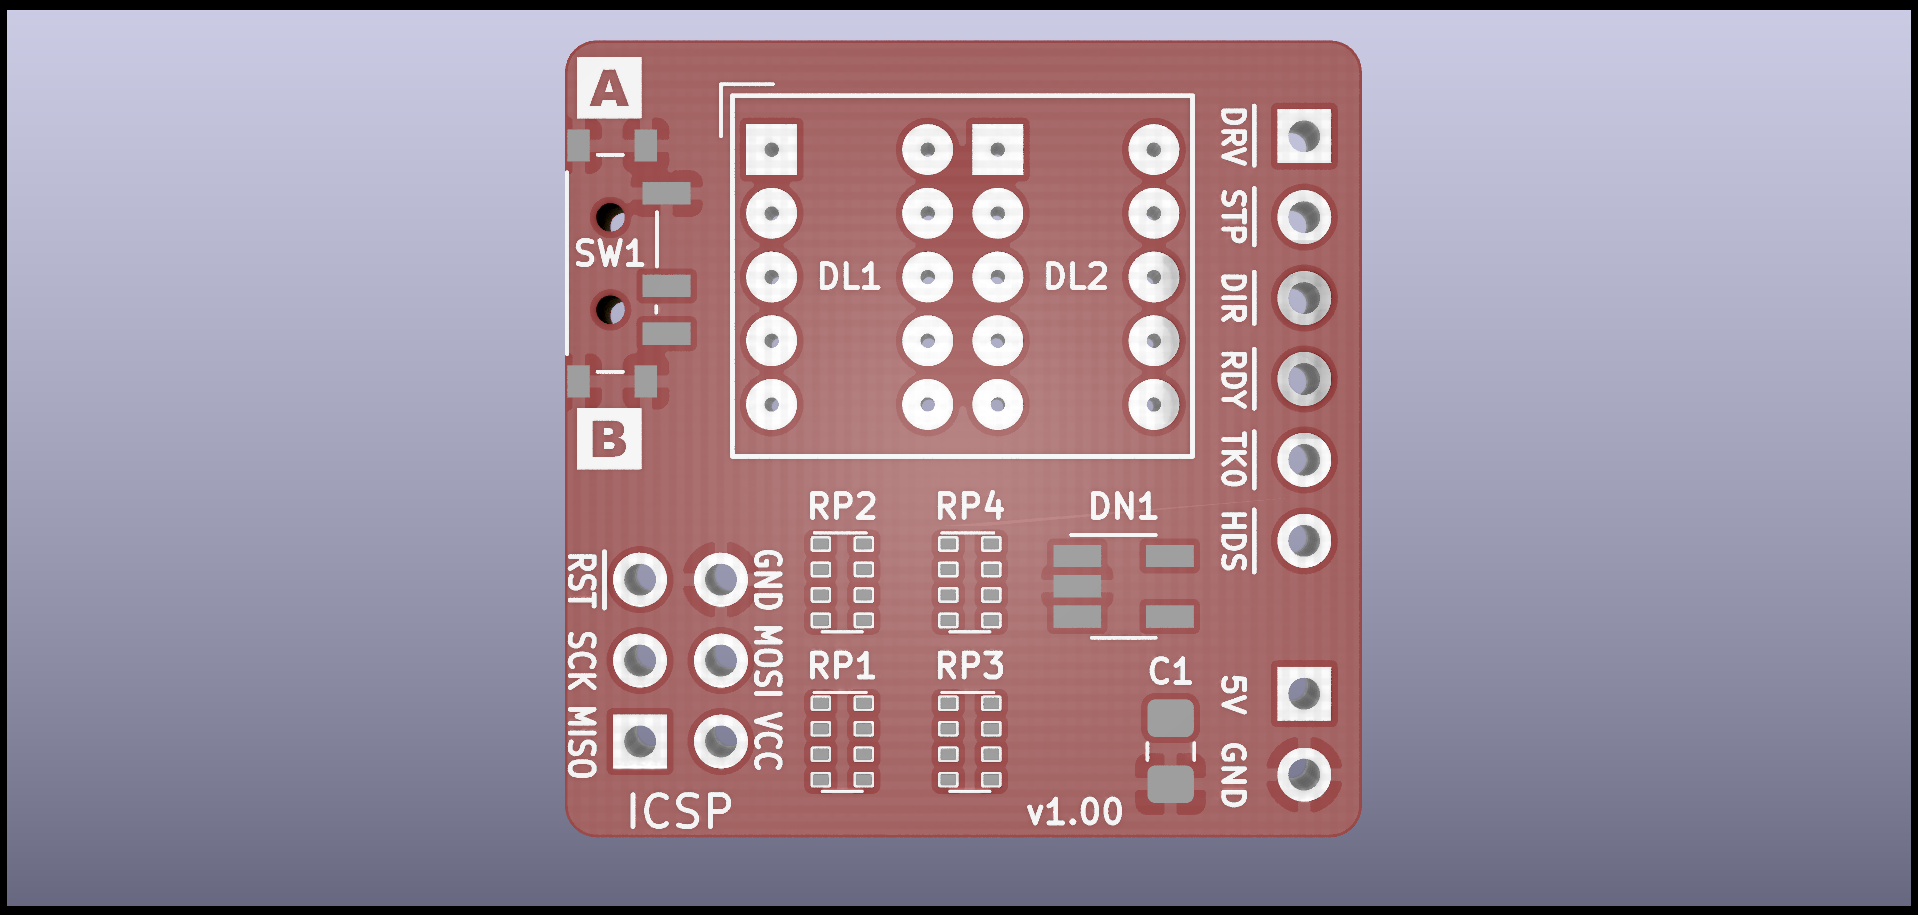 A
DRV
STP
SW1
DL1
DL2
DIR
RDY
B
TK0
RP2
RP4
DN1
HDS
RST
GND
SCK
MOSI
RP1
RP3
C1
5V
MISO
VCC
GND
ICSP
v1.00